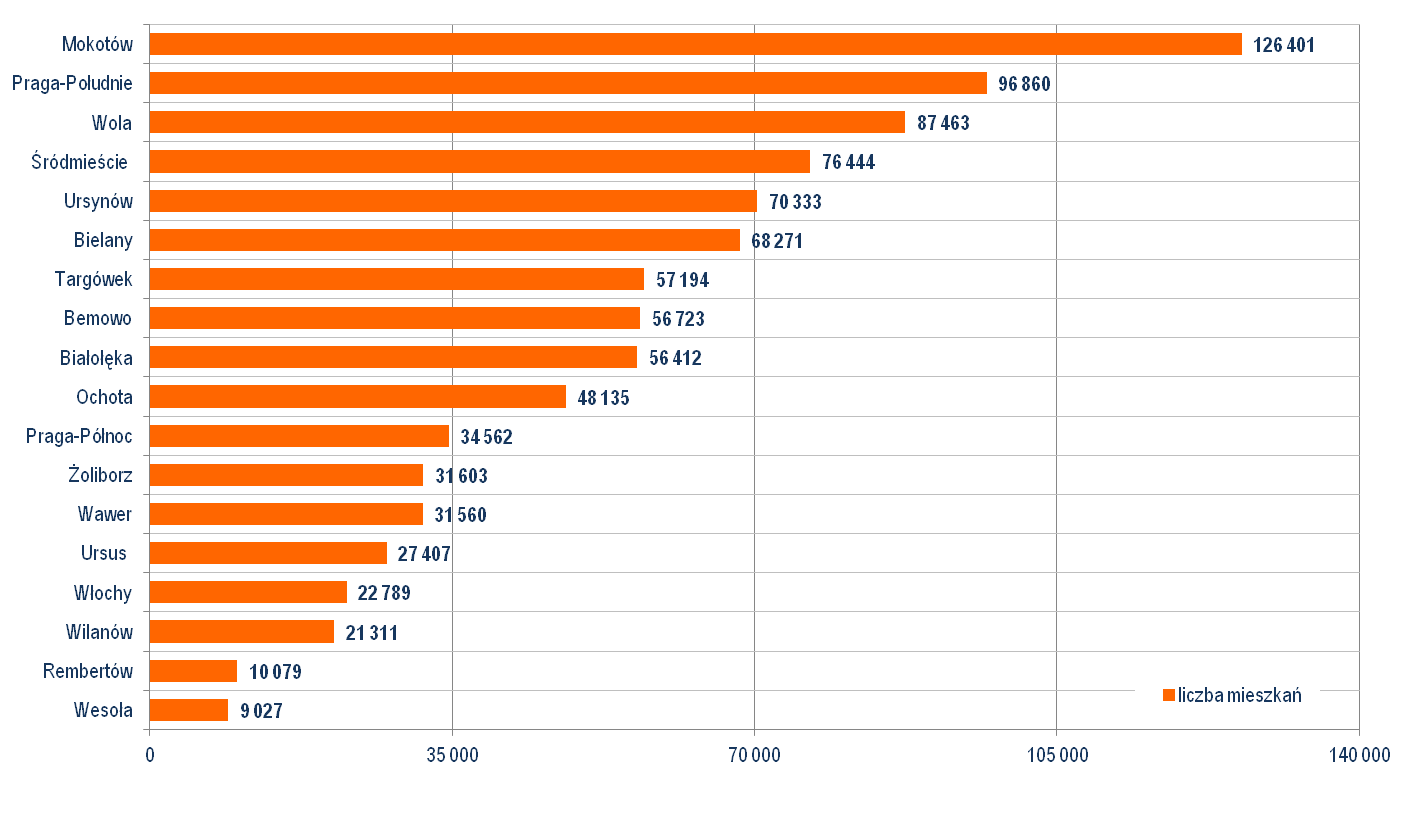 Mokotów 126 401
Praga-Południe 96 860
Wola 87 463
Śródmieście 76 444
Ursynów 70 333
Bielany 68 271
Targówek 57 194
Bemowo 56 723
Białołęka 56 412
Ochota 48 135
Praga-Północ 34 562
Żoliborz 31 603
Wawer 31 560
Ursus 27 407
Włochy 22 789
Wilanów 21 311
Rembertów 10 079
liczba mieszkań
Wesoła 9 027
0 35 000 70 000 105 000 140 000